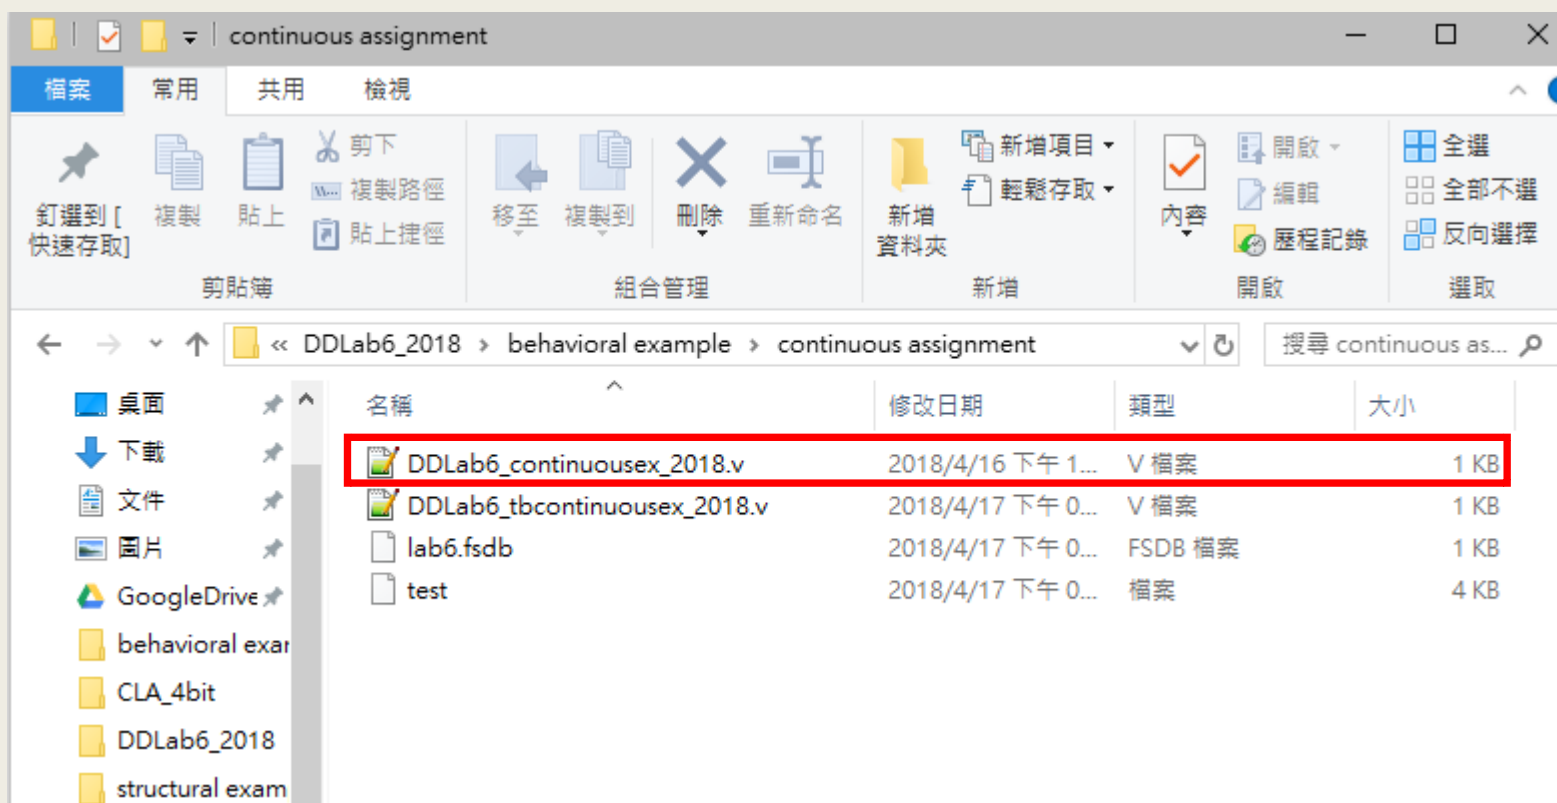 continuous assignment
檔案 常用 共用 檢視
釘選到 [
快速存取]
複製
貼上
剪下
複製路徑
貼上捷徑
剪貼簿
移至
複製到
刪除
重新命名
組合管理
新增
資料夾
新增項目
輕鬆存取
新增
內容
開啟
編輯
歷程記錄
開啟
全選
全部不選
反向選擇
選取
« DDLab6_2018 › behavioral example › continuous assignment
搜尋 continuous as...
桌面
下載
文件
圖片
GoogleDrive
behavioral exar
CLA_4bit
DDLab6_2018
structural exam
名稱 修改日期 類型 大小
DDLab6_continuousex_2018.v 2018/4/16 下午 1... V 檔案 1 KB
DDLab6_tbcontinuousex_2018.v 2018/4/17 下午 0... V 檔案 1 KB
lab6.fsdb 2018/4/17 下午 0... FSDB 檔案 1 KB
test 2018/4/17 下午 0... 檔案 4 KB